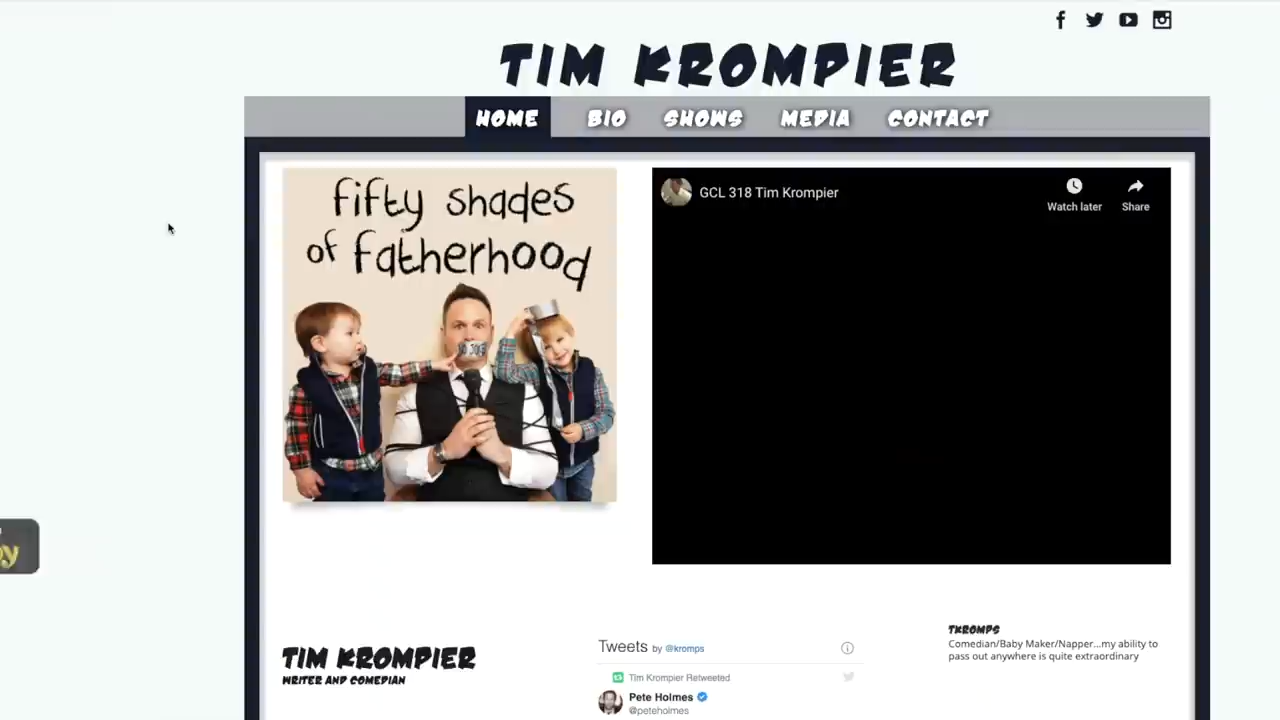 TIM KROMPIER
HOME BIO SHOWS MEDIA CONTACT
fifty shades
of fatherhood
GCL 318 Tim Krompier
Watch later
Share
TIM KROMPIER
WRITER AND COMEDIAN
Tweets by @kromps
Tim Krompier Retweeted
Pete Holmes
@peteholmes
TKROMPS
Comedian/Baby Maker/Napper...my ability to
pass out anywhere is quite extraordinary